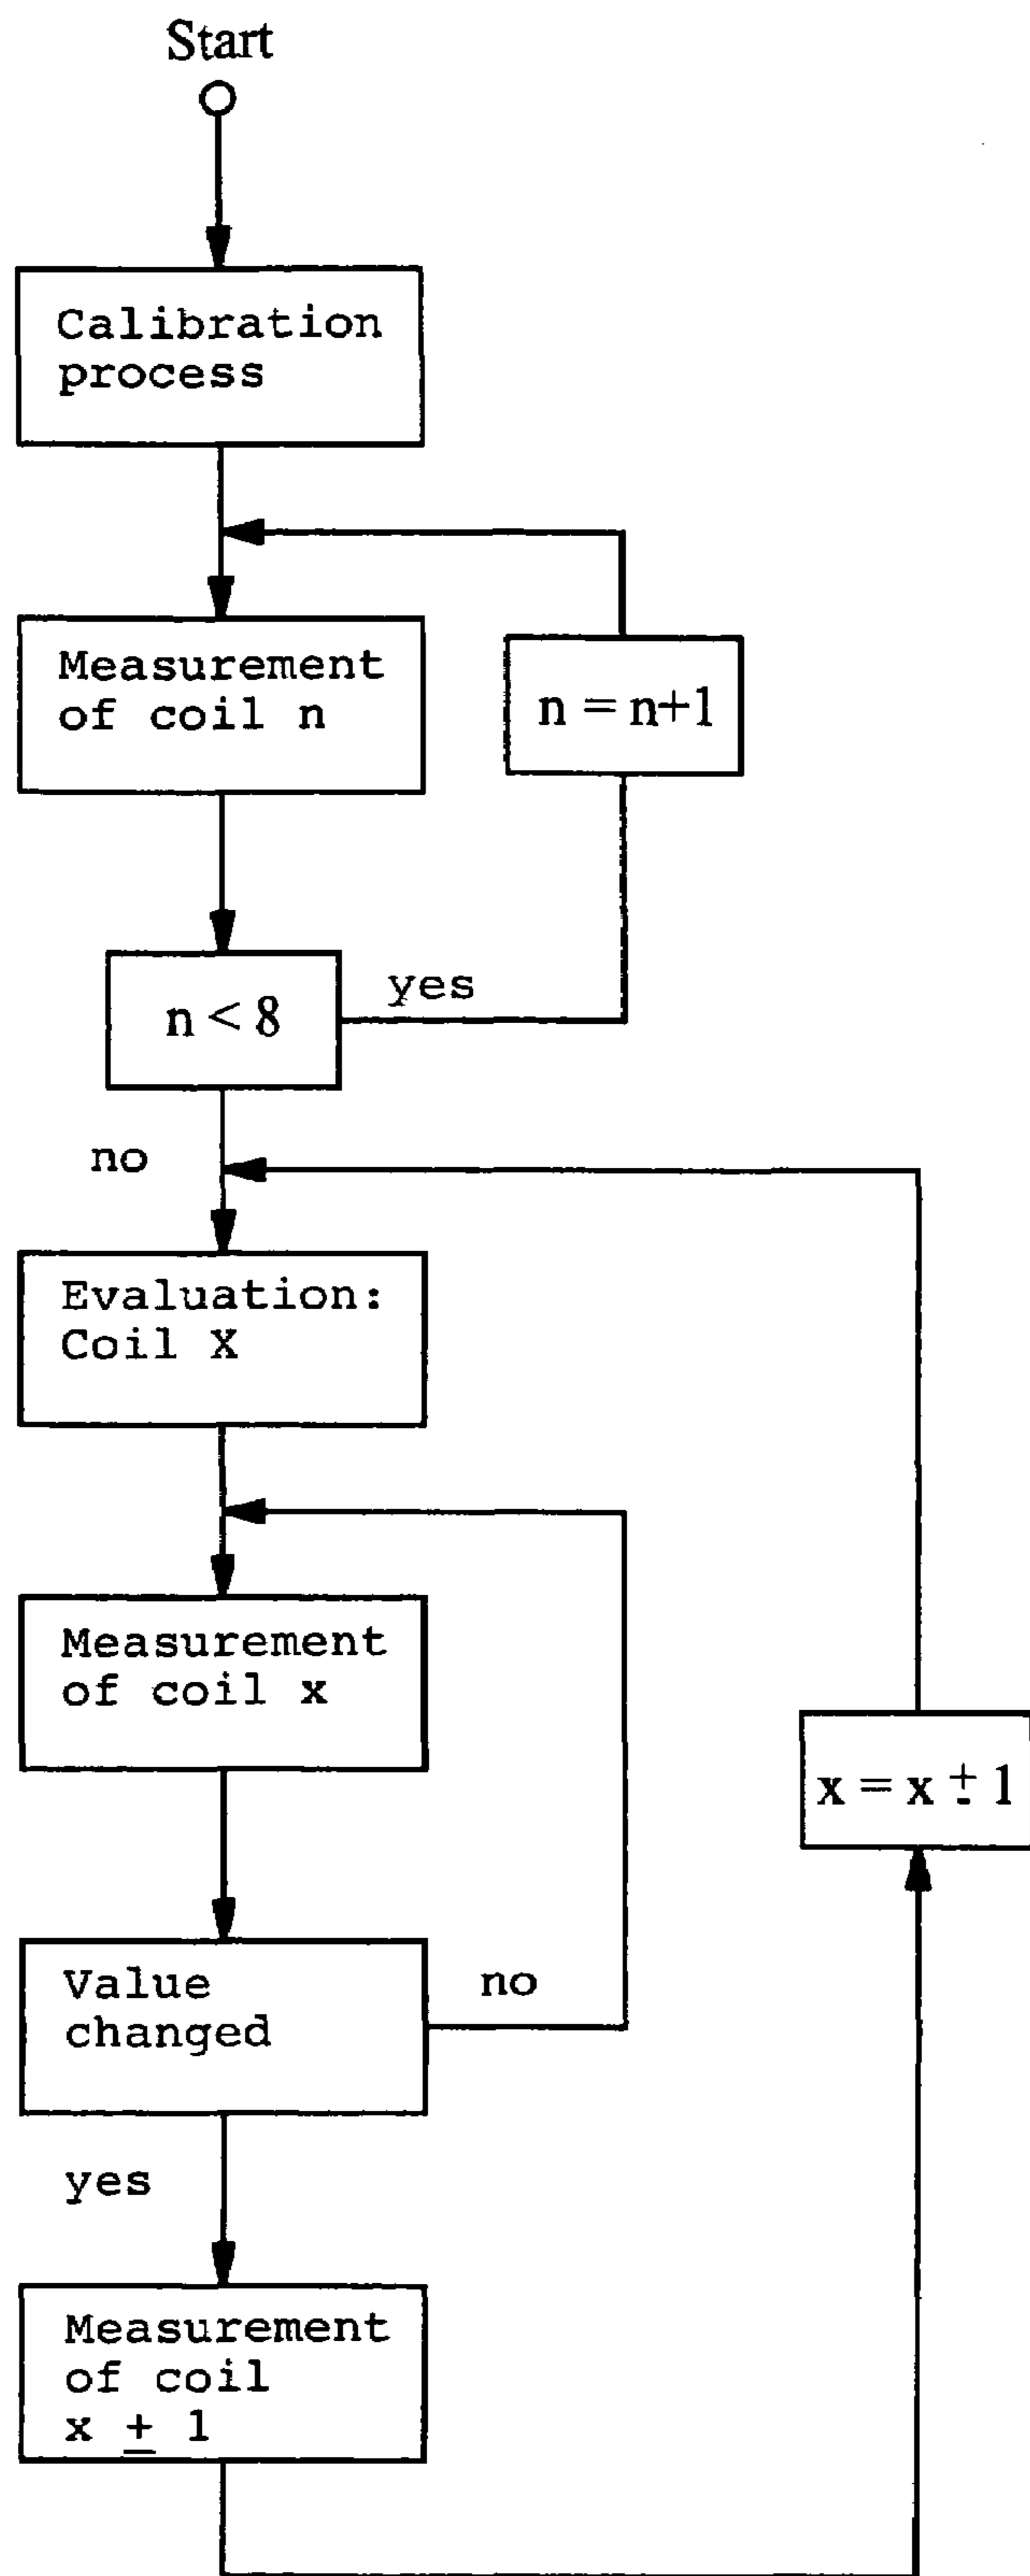 Start
Calibration
process
Measurement
of coil n
n = n+1
n < 8
yes
no
Evaluation:
Coil X
Measurement
of coil x
x = x ± 1
Value
changed
no
yes
Measurement
of coil
x ± 1